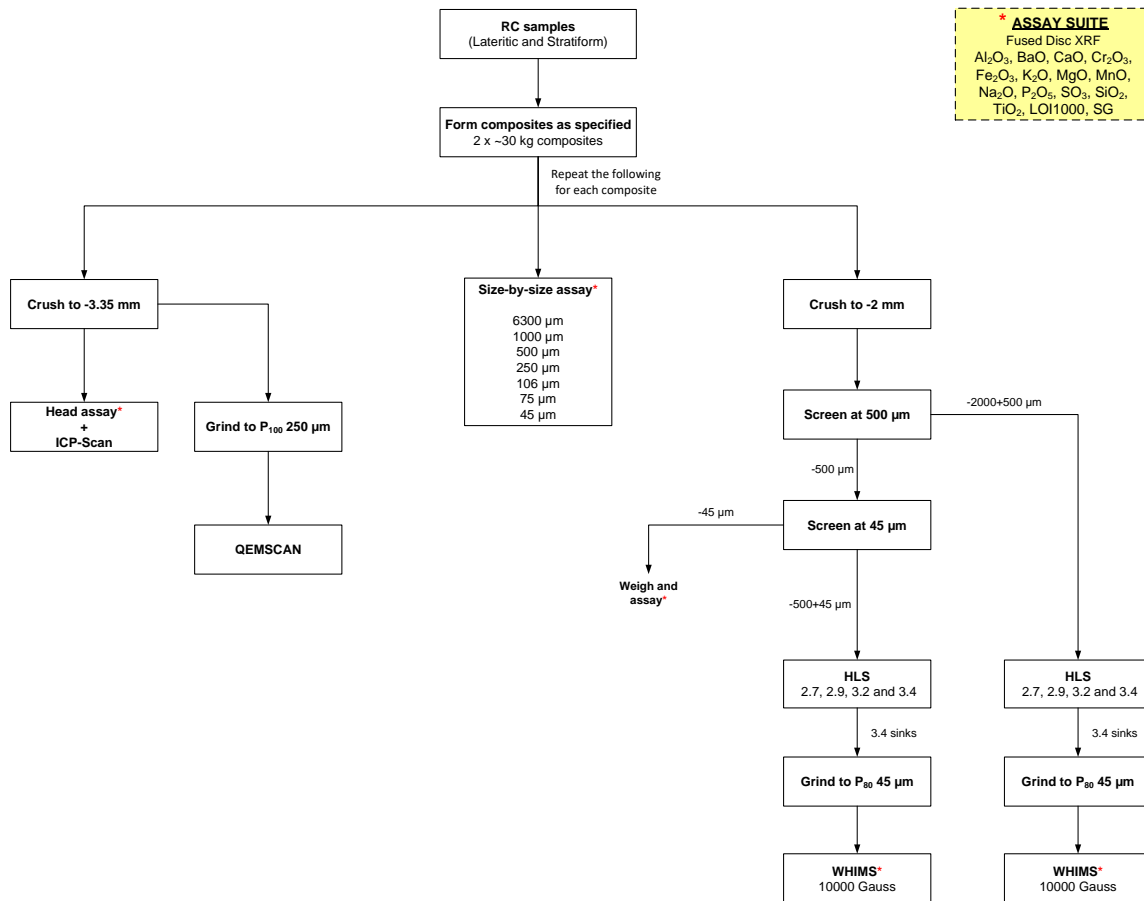 RC samples
(Lateritic and Stratiform)
* ASSAY SUITE
Fused Disc XRF
Al₂O₃, BaO, CaO, Cr₂O₃,
Fe₂O₃, K₂O, MgO, MnO,
Na₂O, P₂O₅, SO₃, SiO₂,
TiO₂, LOI1000, SG
Form composites as specified
2 x ~30 kg composites
Repeat the following
for each composite
Crush to -3.35 mm
Head assay*
+
ICP-Scan
Grind to P₁₀₀ 250 µm
QEMSCAN
Size-by-size assay*
6300 µm
1000 µm
500 µm
250 µm
106 µm
75 µm
45 µm
Crush to -2 mm
Screen at 500 µm
-2000+500 µm
-500 µm
Screen at 45 µm
-45 µm
Weigh and
assay*
-500+45 µm
HLS
2.7, 2.9, 3.2 and 3.4
3.4 sinks
Grind to P₈₀ 45 µm
WHIMS*
10000 Gauss
HLS
2.7, 2.9, 3.2 and 3.4
3.4 sinks
Grind to P₈₀ 45 µm
WHIMS*
10000 Gauss